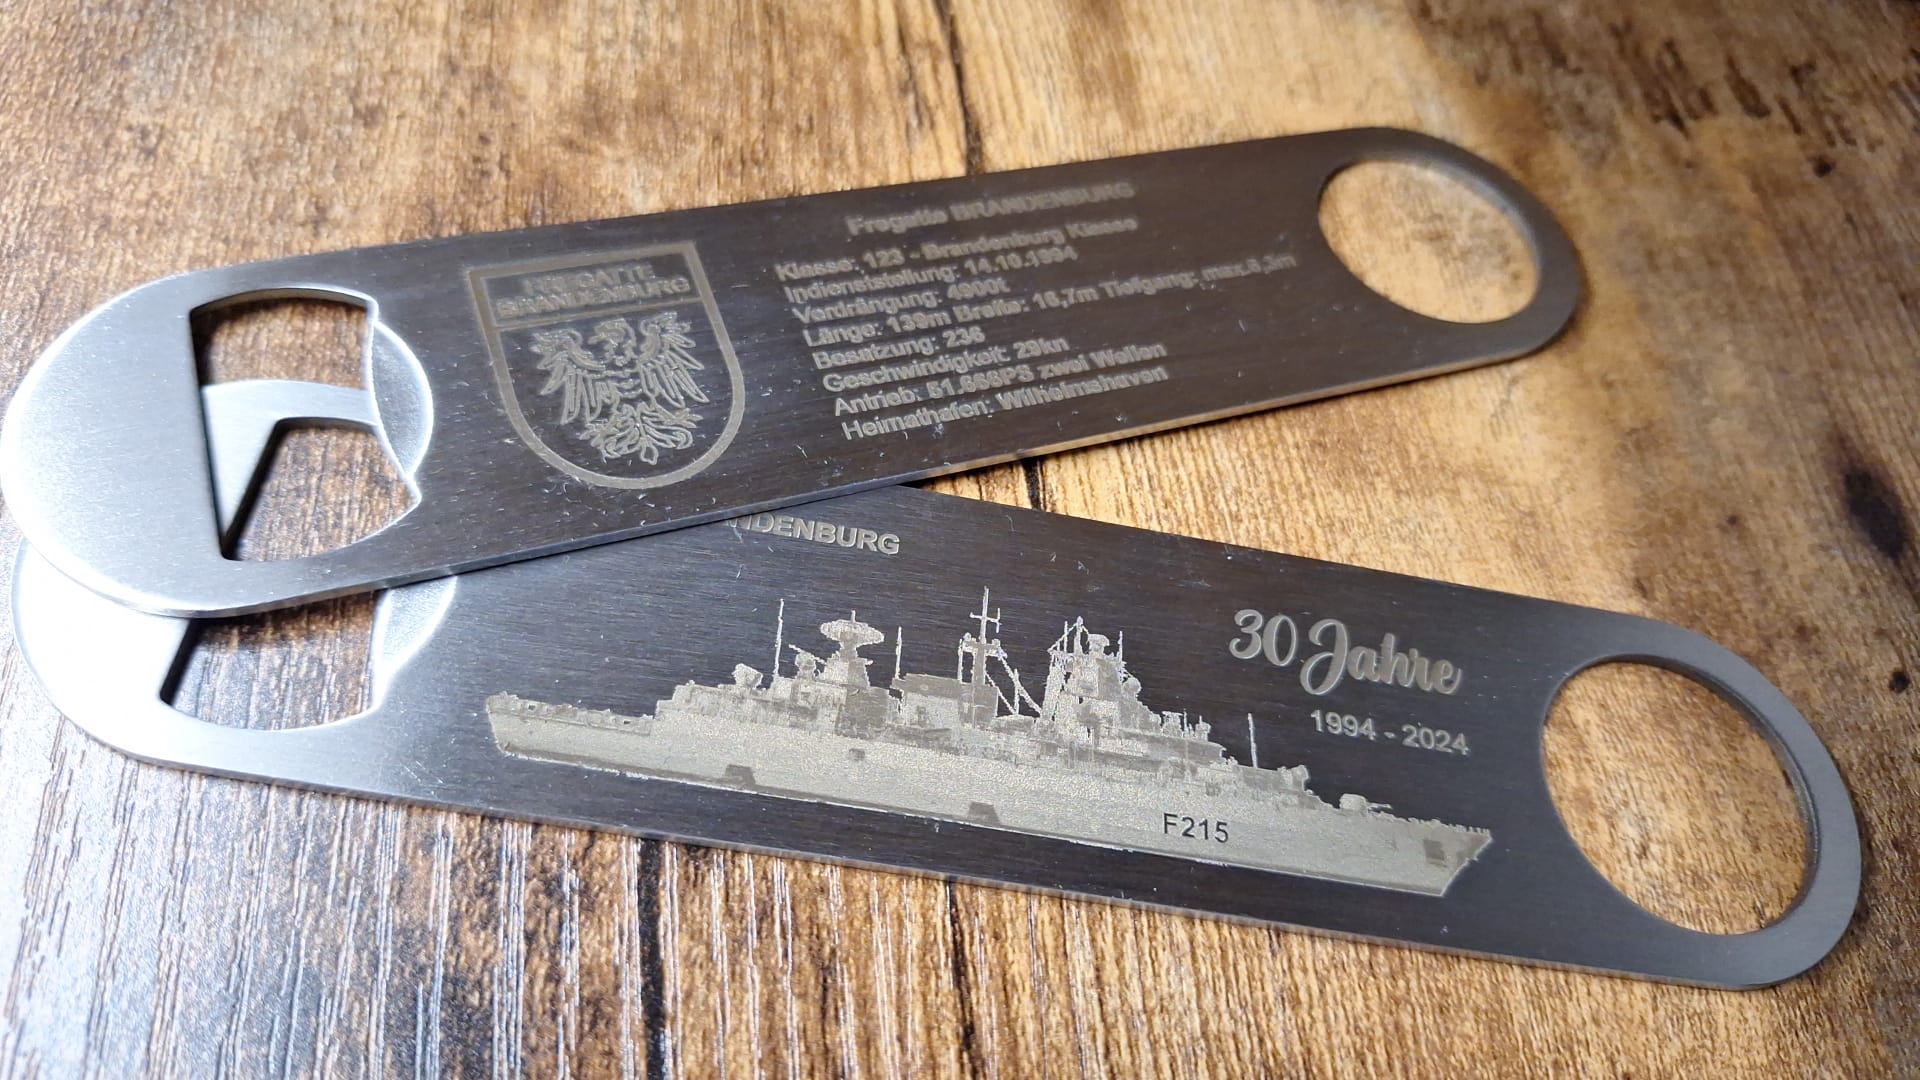 FREGATTE
BRANDENBURG
Fregatte BRANDENBURG
Klasse: 123 - Brandenburg Klasse
Indienststellung: 14.10.1994
Verdrängung: 4900t
Länge: 139m Breite: 16,7m Tiefgang: max.6,3m
Besatzung: 236
Geschwindigkeit: 29kn
Antrieb: 51.666PS zwei Wellen
Heimathafen: Wilhelmshaven
NDENBURG
30 Jahre
1994 - 2024
F215